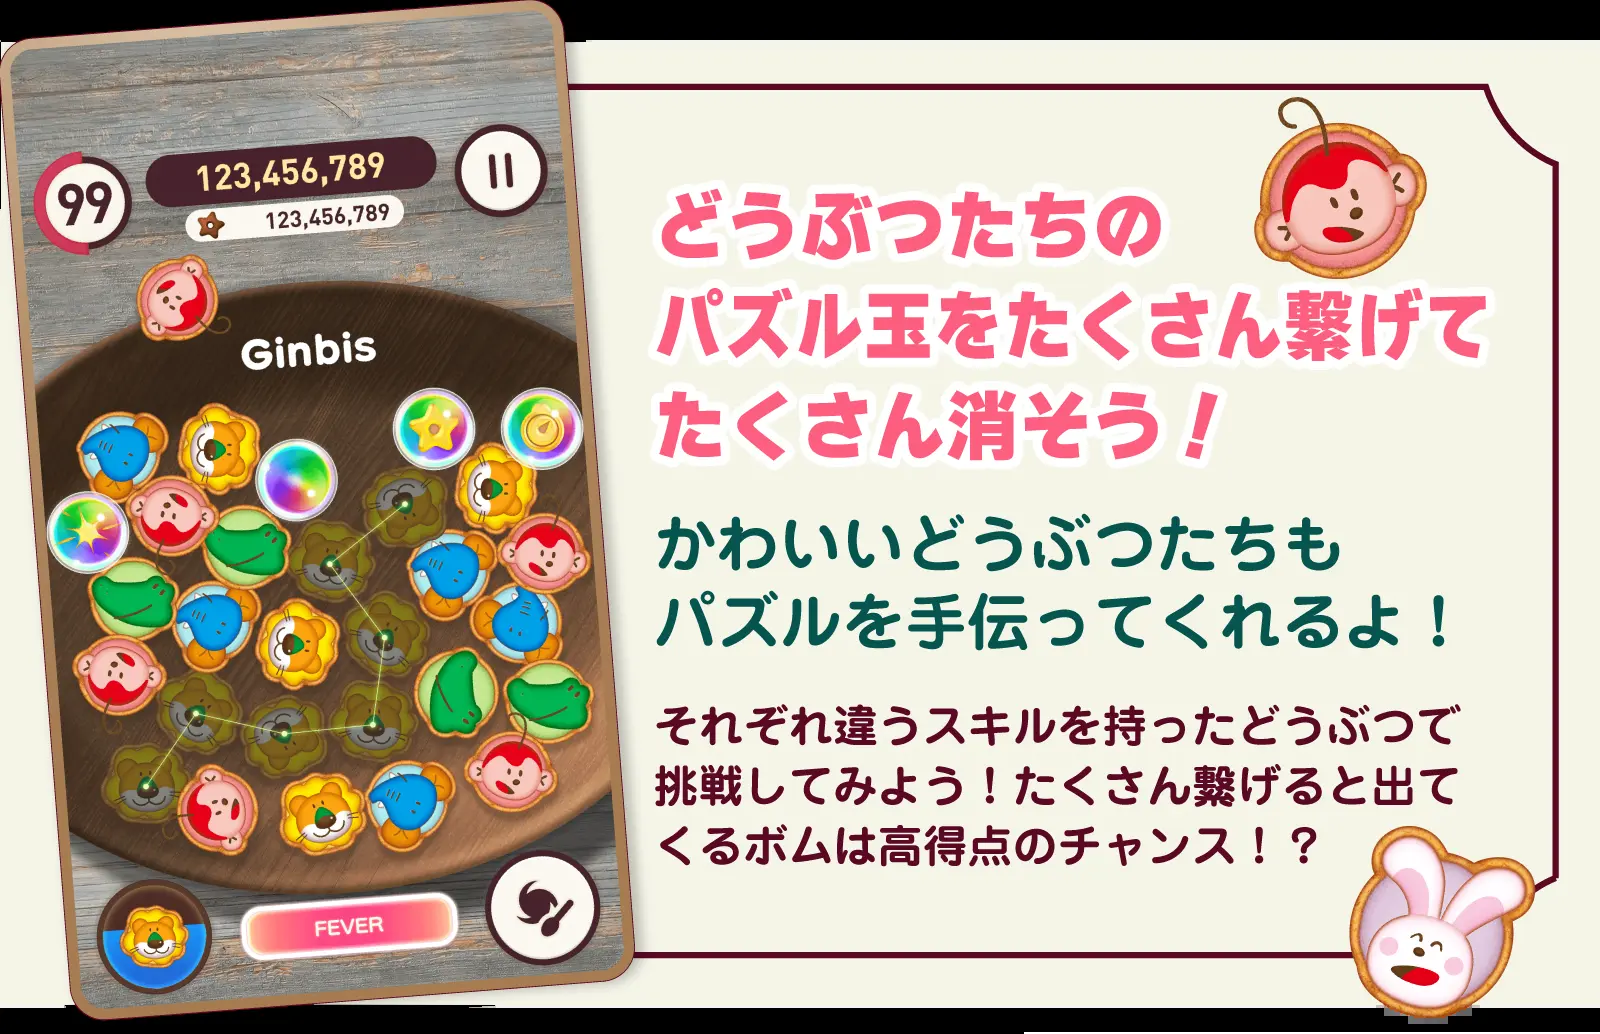 99
123,456,789
123,456,789
Ginbis
FEVER
どうぶつたちの
パズル玉をたくさん繋げて
たくさん消そう！
かわいいどうぶつたちも
パズルを手伝ってくれるよ！
それぞれ違うスキルを持ったどうぶつで
挑戦してみよう！たくさん繋げると出て
くるボムは高得点のチャンス！？